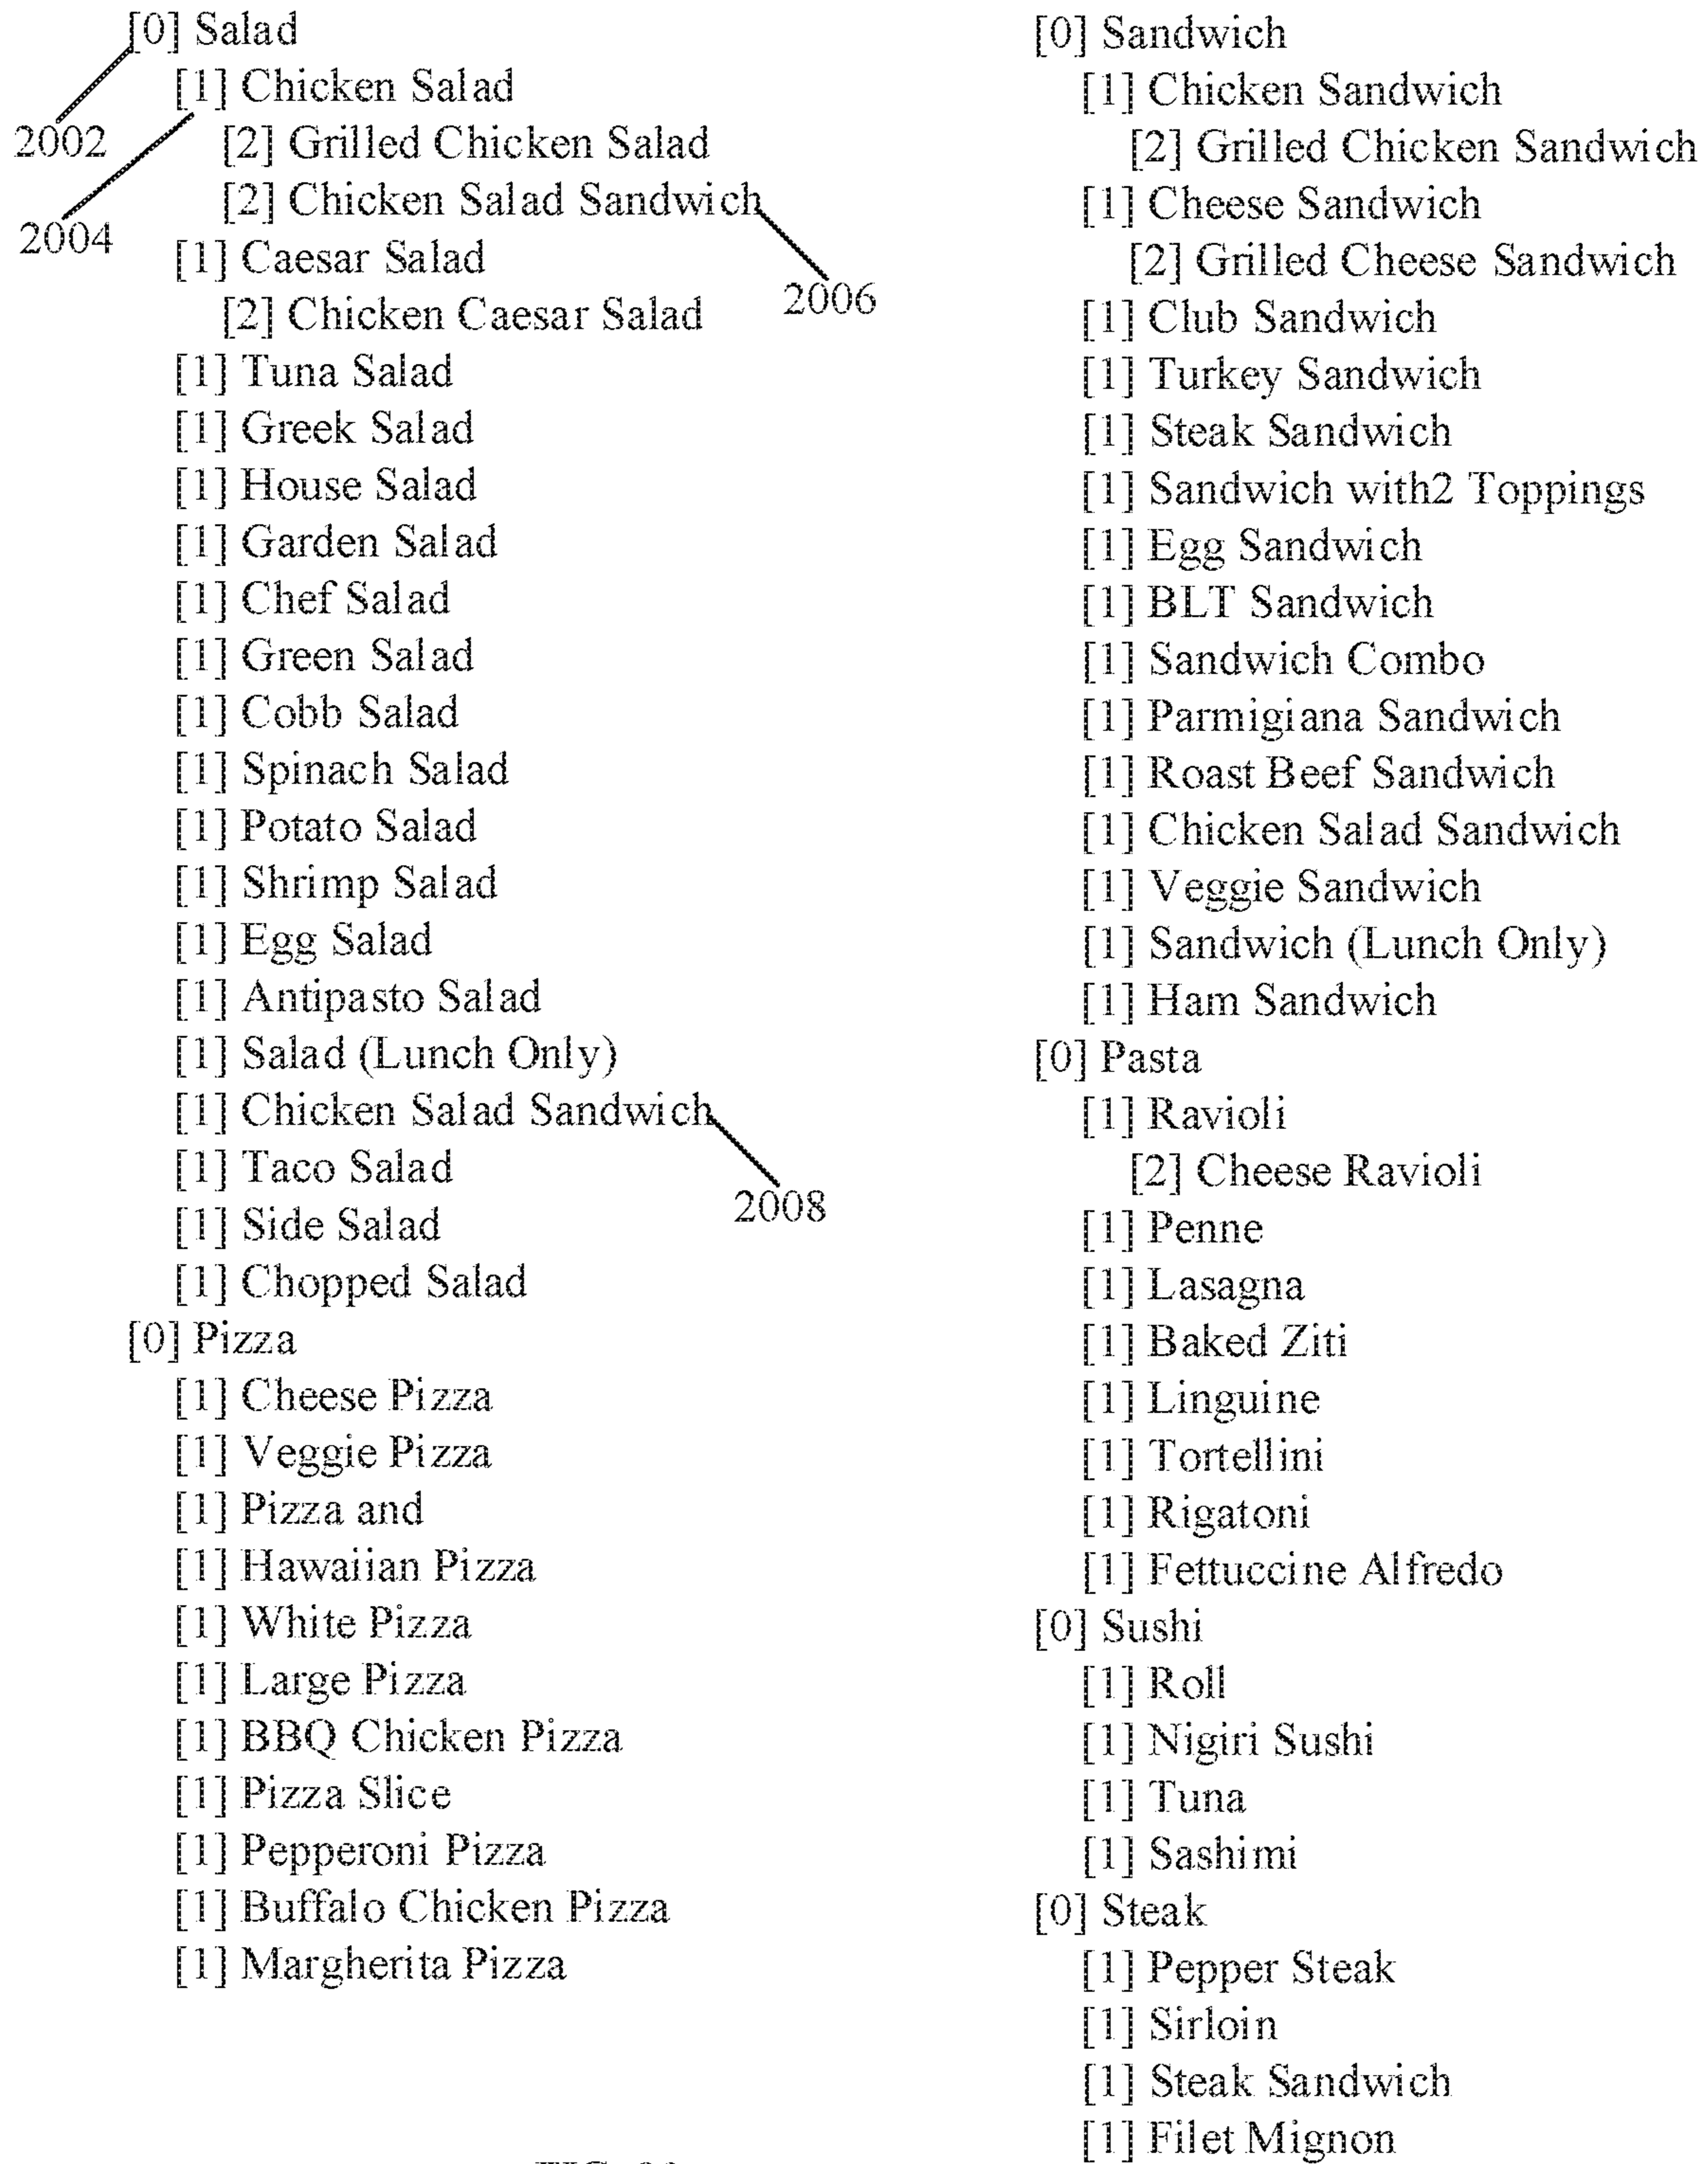 [0] Salad
[1] Chicken Salad
2002
[2] Grilled Chicken Salad
[2] Chicken Salad Sandwich
2004
[1] Caesar Salad
2006
[2] Chicken Caesar Salad
[1] Tuna Salad
[1] Greek Salad
[1] House Salad
[1] Garden Salad
[1] Chef Salad
[1] Green Salad
[1] Cobb Salad
[1] Spinach Salad
[1] Potato Salad
[1] Shrimp Salad
[1] Egg Salad
[1] Antipasto Salad
[1] Salad (Lunch Only)
[1] Chicken Salad Sandwich
[1] Taco Salad
2008
[1] Side Salad
[1] Chopped Salad
[0] Pizza
[1] Cheese Pizza
[1] Veggie Pizza
[1] Pizza and
[1] Hawaiian Pizza
[1] White Pizza
[1] Large Pizza
[1] BBQ Chicken Pizza
[1] Pizza Slice
[1] Pepperoni Pizza
[1] Buffalo Chicken Pizza
[1] Margherita Pizza
[0] Sandwich
[1] Chicken Sandwich
[2] Grilled Chicken Sandwich
[1] Cheese Sandwich
[2] Grilled Cheese Sandwich
[1] Club Sandwich
[1] Turkey Sandwich
[1] Steak Sandwich
[1] Sandwich with2 Toppings
[1] Egg Sandwich
[1] BLT Sandwich
[1] Sandwich Combo
[1] Parmigiana Sandwich
[1] Roast Beef Sandwich
[1] Chicken Salad Sandwich
[1] Veggie Sandwich
[1] Sandwich (Lunch Only)
[1] Ham Sandwich
[0] Pasta
[1] Ravioli
[2] Cheese Ravioli
[1] Penne
[1] Lasagna
[1] Baked Ziti
[1] Linguine
[1] Tortellini
[1] Rigatoni
[1] Fettuccine Alfredo
[0] Sushi
[1] Roll
[1] Nigiri Sushi
[1] Tuna
[1] Sashimi
[0] Steak
[1] Pepper Steak
[1] Sirloin
[1] Steak Sandwich
[1] Filet Mignon